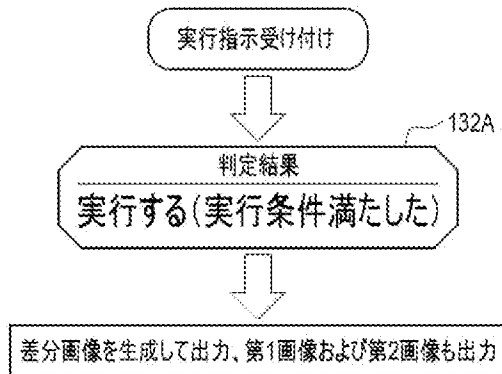 実行指示受け付け
132A
判定結果
実行する(実行条件満たした)
差分画像を生成して出力、第1画像および第2画像も出力